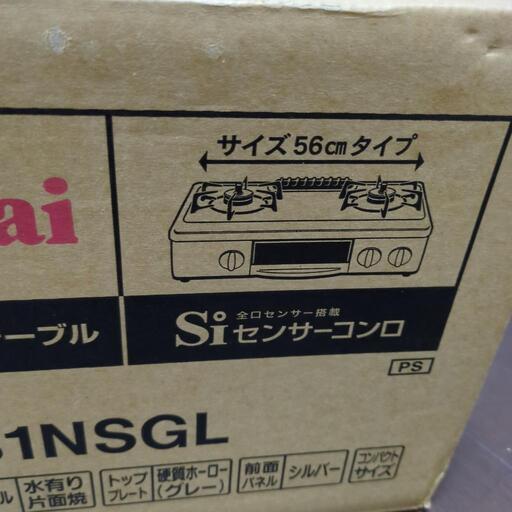 サイズ56cmタイプ
ai
ーブル
全口センサー搭載
Siセンサーコンロ
PS
1NSGL
ル
水有り
片面焼
トップ
プレート
硬質ホーロー
(グレー)
前面
パネル
シルバー
コンパクト
サイズ